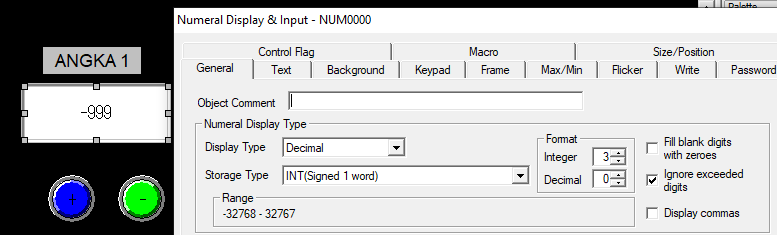 Palette
Numeral Display & Input - NUM0000
Control Flag Macro Size/Position
General Text Background Keypad Frame Max/Min Flicker Write Password
ANGKA 1
-999
Object Comment
Numeral Display Type
Display Type Decimal
Storage Type INT(Signed 1 word)
Format
Integer 3
Decimal 0
Fill blank digits
with zeroes
Ignore exceeded
digits
Display commas
Range
-32768 - 32767
-